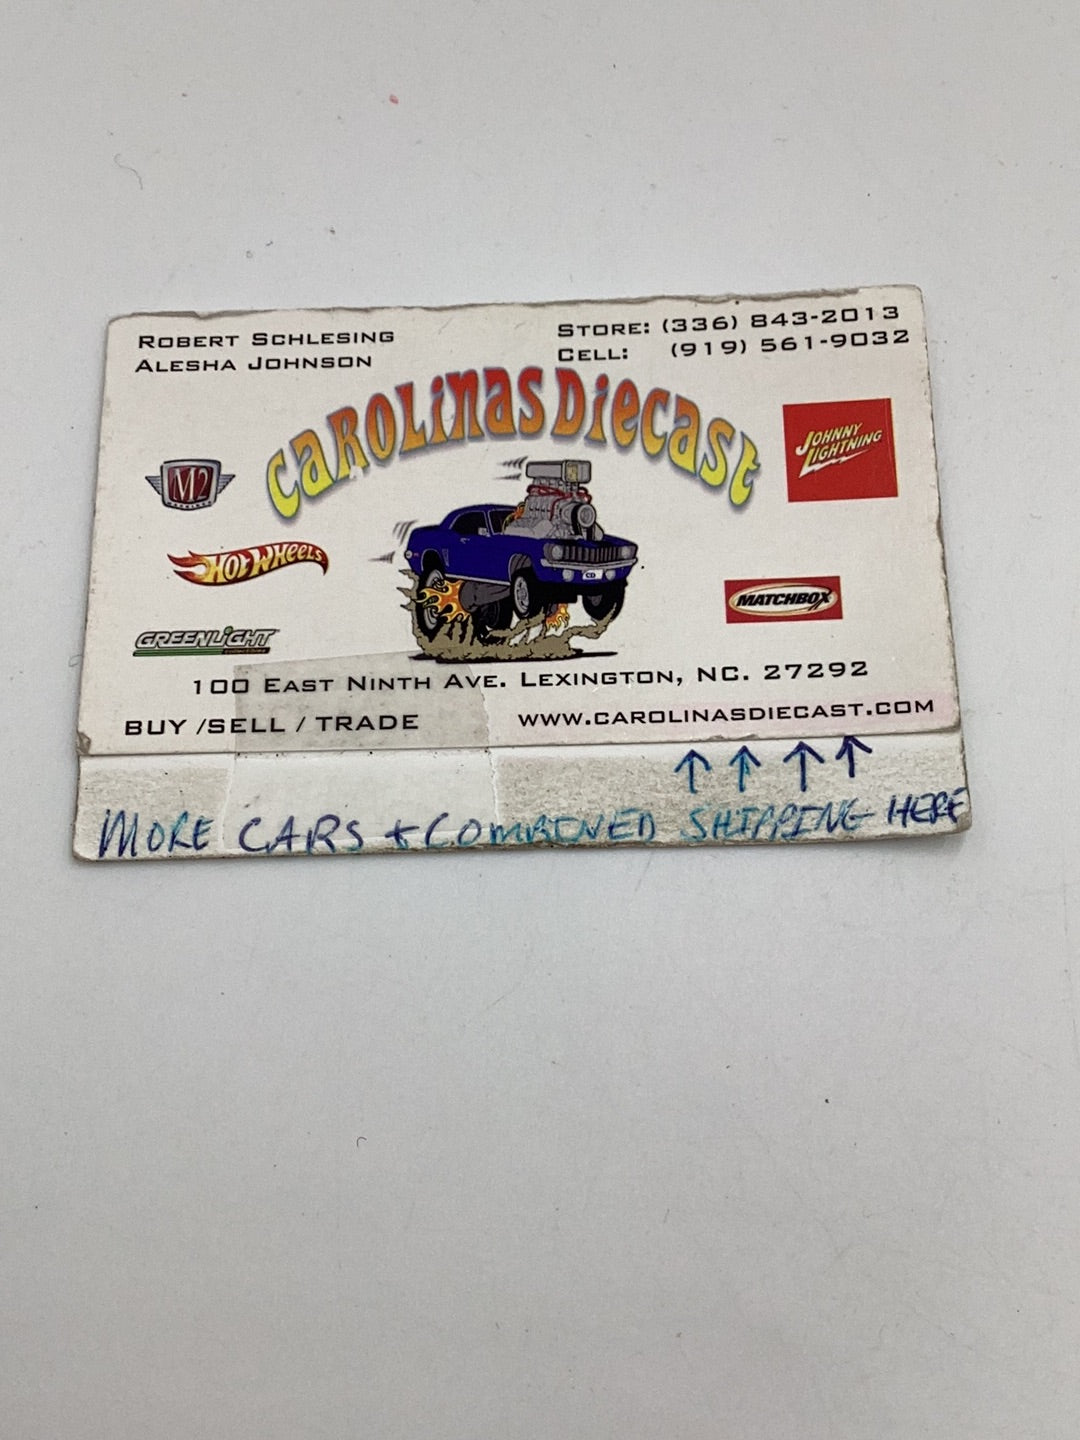 ROBERT SCHLESING
ALESHA JOHNSON
STORE: (336) 843-2013
CELL: (919) 561-9032
CAROLINAS DIECAST
M2
JOHNNY
LIGHTNING
HOT WHEELS
CD
MATCHBOX
GREENLIGHT
100 EAST NINTH AVE. LEXINGTON, NC. 27292
BUY /SELL / TRADE
WWW.CAROLINASDIECAST.COM
↑ ↑ ↑ ↑
MORE CARS + COMBINED SHIPPING HERE